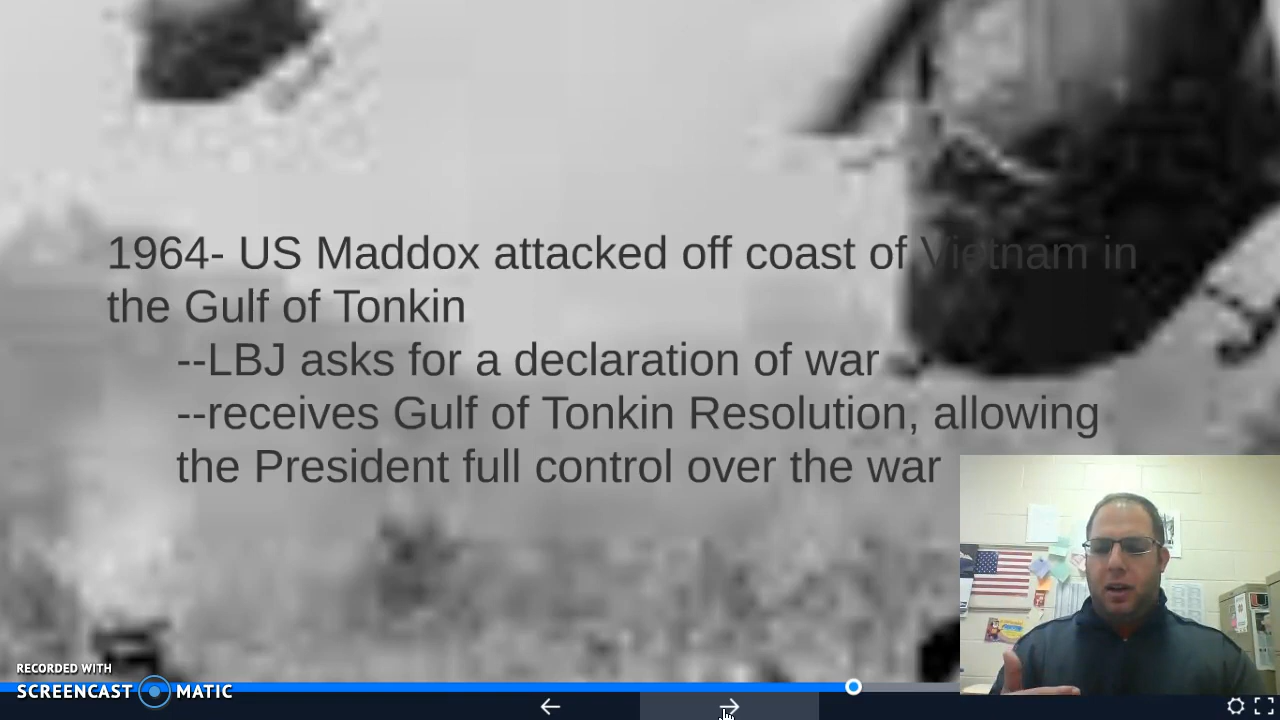 1964- US Maddox attacked off coast of Vietnam in
the Gulf of Tonkin
--LBJ asks for a declaration of war
--receives Gulf of Tonkin Resolution, allowing
the President full control over the war
RECORDED WITH
SCREENCAST MATIC